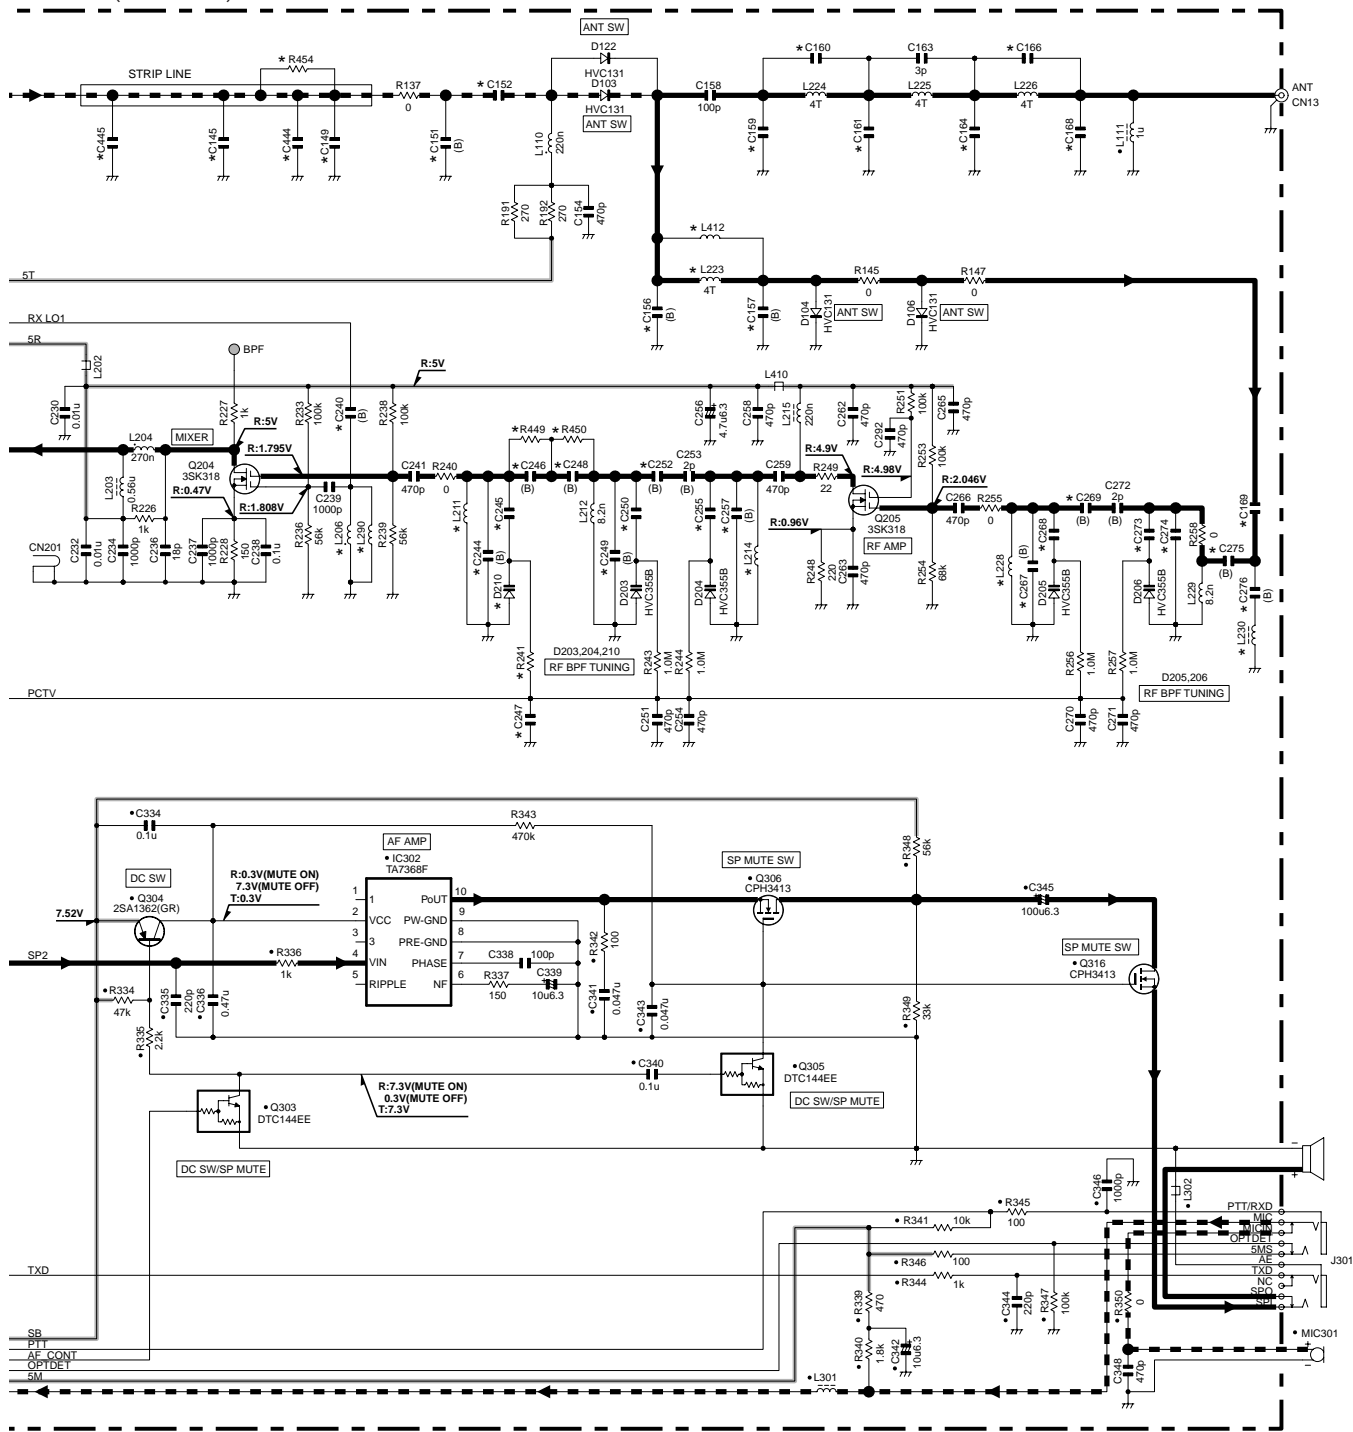 ANT SW
D122
HVC131
D103
HVC131
ANT SW
STRIP LINE
* R454
R137
0
* C152
C158
100p
* C160
C163
3p
* C166
L224
4T
L225
4T
L226
4T
ANT
CN13
* C445
* C145
* C444
* C149
* C151
(B)
L110
220n
* C159
* C161
* C164
* C168
• L111
1u
R191
270
R192
270
C154
470p
* L412
5T
* L223
4T
R145
0
R147
0
* C156
(B)
* C157
(B)
D104
HVC131
ANT SW
D106
HVC131
ANT SW
RX LO1
5R
L202
BPF
R:5V
L410
C230
0.01u
R227
1k
R:5V
R233
100k
* C240
(B)
R238
100k
C256
4.7u6.3
C258
470p
L215
220n
C262
470p
R251
100k
C265
470p
C292
470p
R253
100k
L204
270n
MIXER
R:1.795V
Q204
3SK318
R:0.47V
R:1.808V
C239
1000p
C241
470p
R240
0
*R449
*R450
* C246
(B)
* C248
(B)
* C252
(B)
C253
2p
C259
470p
R249
22
R:4.9V
R:4.98V
R:2.046V
Q205
3SK318
RF AMP
R:0.96V
C266
470p
R255
0
* C269
(B)
C272
2p
* C169
L203
0.56u
R226
1k
* L211
* C245
L212
8.2n
* C250
* C255
* C257
(B)
* C268
* C273
* C274
R258
0
* C275
(B)
CN201
C232
0.01u
C234
1000p
C236
18p
C237
1000p
R228
150
C238
0.1u
R236
56k
* L206
* L290
R239
56k
* C244
(B)
* D210
* C249
(B)
D203
HVC355B
D204
HVC355B
* L214
R248
220
C263
470p
R254
68k
* L228
* C267
(B)
D205
HVC355B
D206
HVC355B
L229
8.2n
* C276
(B)
* L230
* R241
D203,204,210
RF BPF TUNING
R243
1.0M
R244
1.0M
R256
1.0M
R257
1.0M
D205,206
RF BPF TUNING
PCTV
* C247
C251
470p
C254
470p
C270
470p
C271
470p
• C334
0.1u
R343
470k
AF AMP
• IC302
TA7368F
• R348
56k
SP MUTE SW
• Q306
CPH3413
DC SW
• Q304
2SA1362(GR)
R:0.3V(MUTE ON)
7.3V(MUTE OFF)
T:0.3V
7.52V
1 1 PoUT 10
2 VCC PW-GND 9
3 3 PRE-GND 8
4 VIN PHASE 7
5 RIPPLE NF 6
• C345
100u6.3
SP MUTE SW
• Q316
CPH3413
SP2
• R336
1k
C338 100p
R337
150
C339
10u6.3
• R342
100
• C341
0.047u
• C343
0.047u
• R349
33k
• R334
47k
• C335
220p
• C336
0.47u
• R335
2.2k
• C340
0.1u
• Q305
DTC144EE
DC SW/SP MUTE
R:7.3V(MUTE ON)
0.3V(MUTE OFF)
T:7.3V
• Q303
DTC144EE
DC SW/SP MUTE
−
+
• C346
1000p
• L302
• R345
100
• R341 10k
• R346 100
• R344 1k
PTT/RXD
MIC
MICIN
OPTDET
5MS
AE
TXD
NC
SPO
SPI
J301
TXD
• R339
470
• C344
220p
• R347
100k
• R350
0
• R340
1.8k
• C342
10u6.3
• MIC301
+
−
C348
470p
SB
PTT
AF CONT
OPTDET
5M
• L301